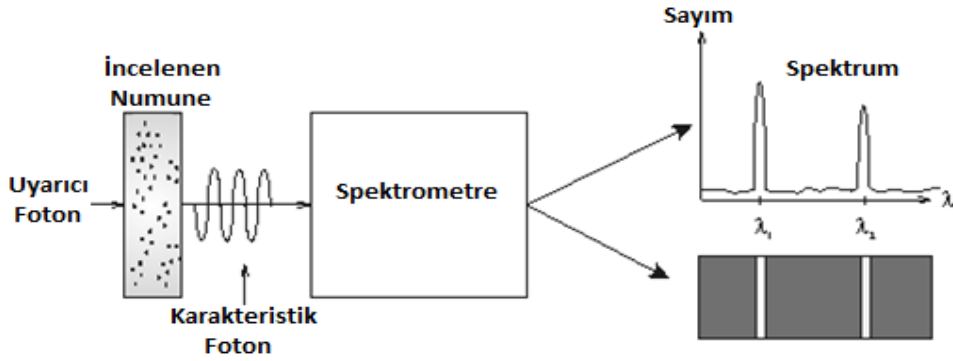 İncelenen
Numune
Uyarıcı
Foton
Karakteristik
Foton
Spektrometre
Sayım
Spektrum
λ
λ₁
λ₂